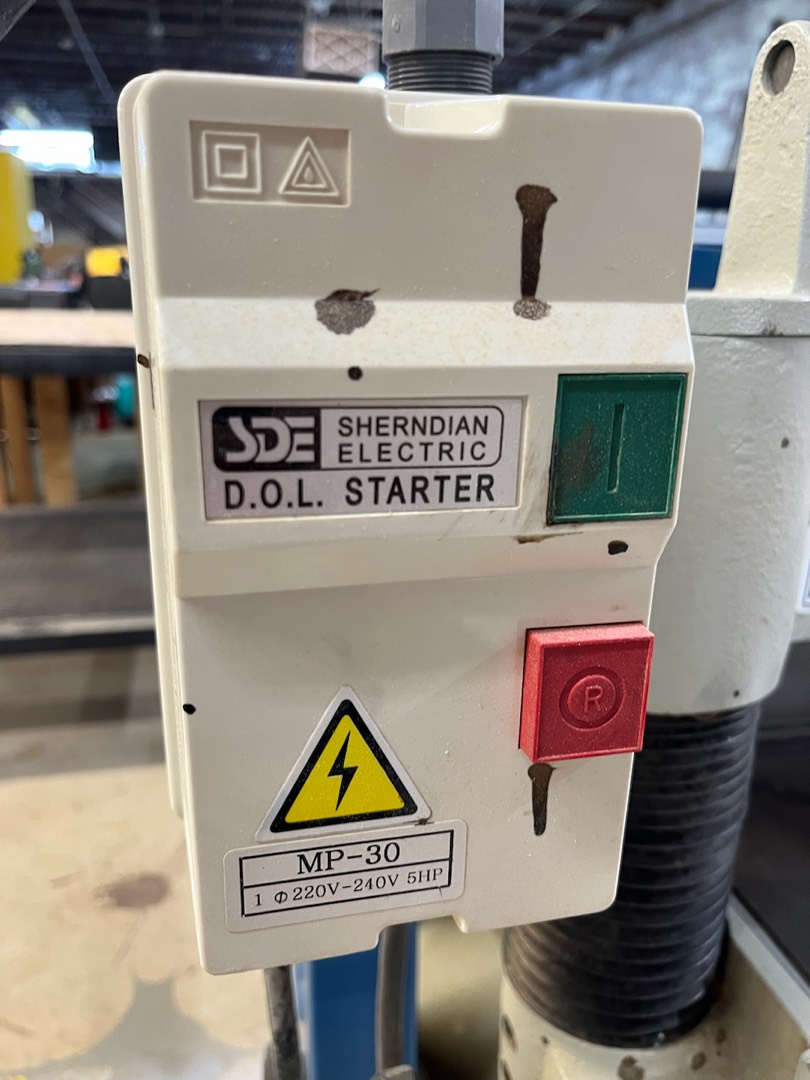 SDE SHERNDIAN
ELECTRIC
D.O.L. STARTER
R
MP-30
1 Φ 220V-240V 5HP